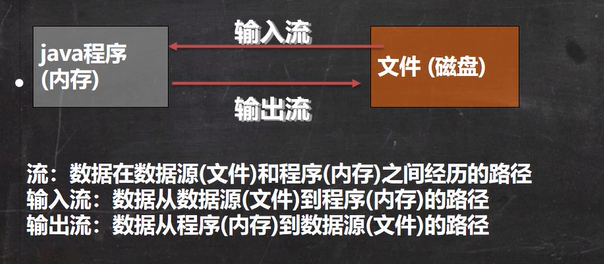 输入流
java程序
(内存)
文件 (磁盘)
输出流
流：数据在数据源(文件)和程序(内存)之间经历的路径
输入流：数据从数据源(文件)到程序(内存)的路径
输出流：数据从程序(内存)到数据源(文件)的路径